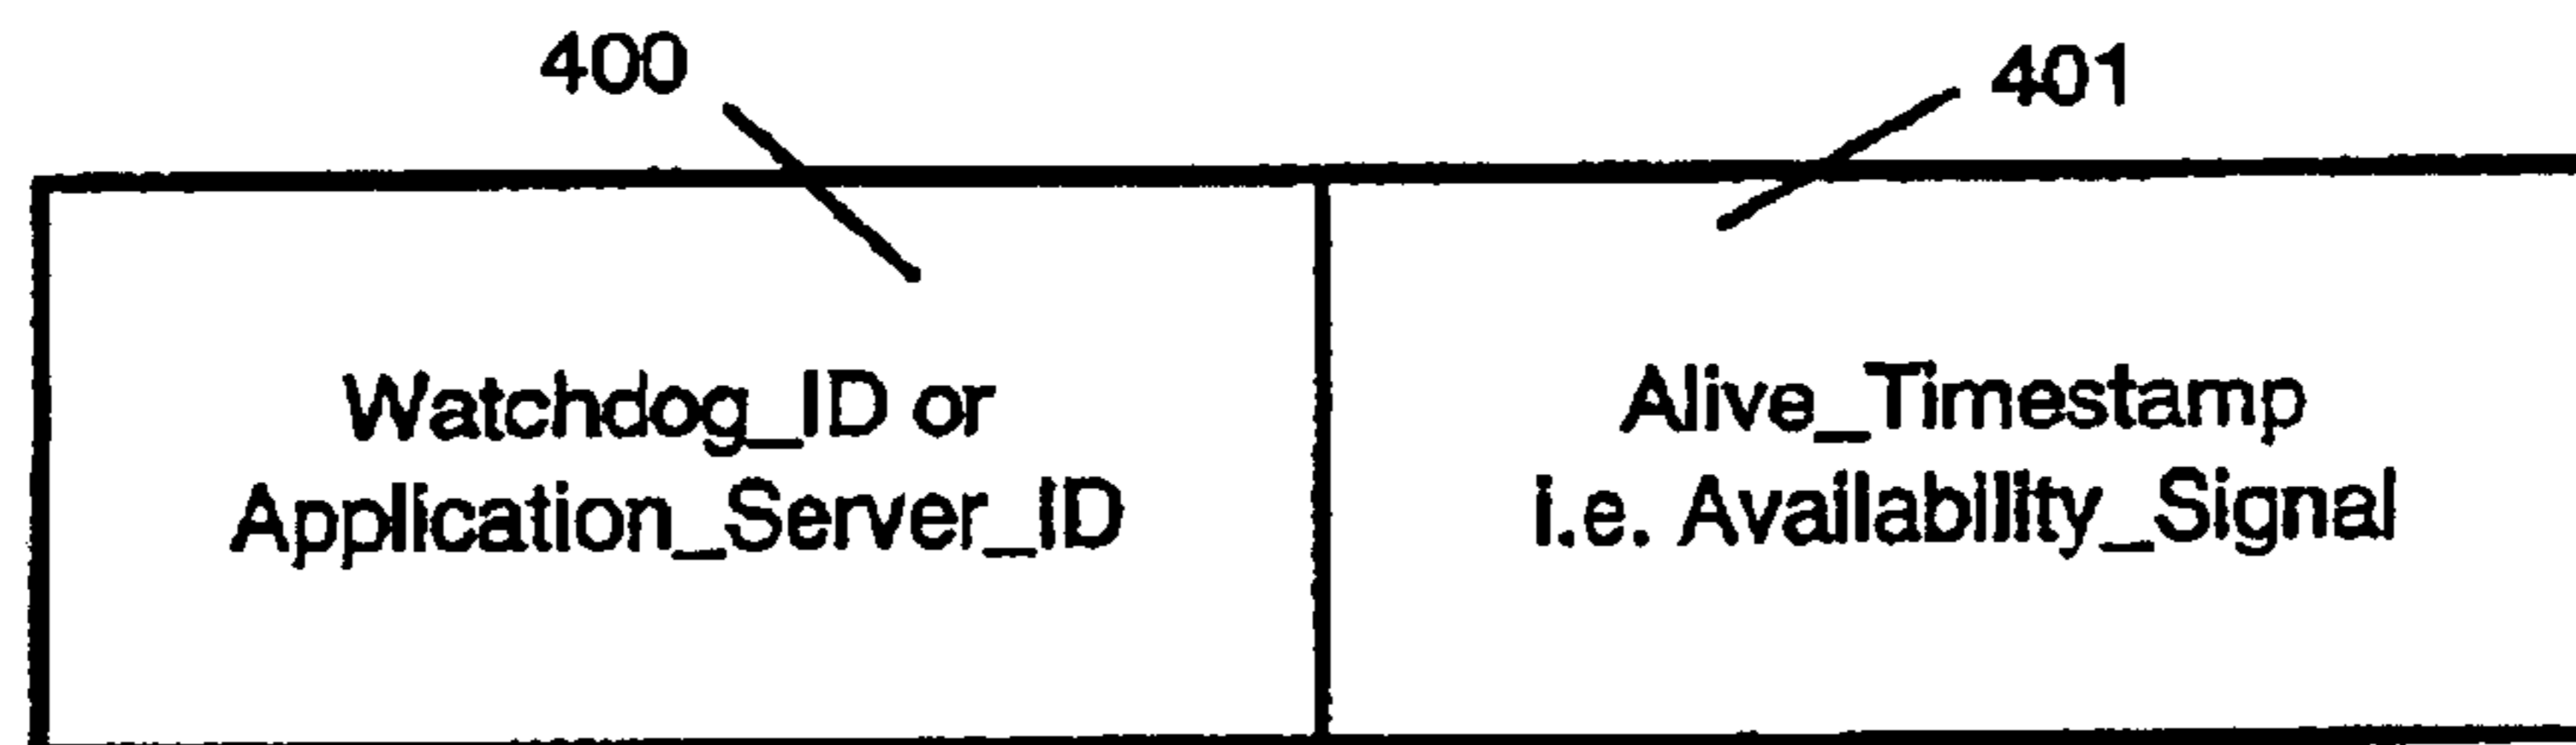 400
401
Watchdog_ID or
Application_Server_ID
Alive_Timestamp
i.e. Availability_Signal